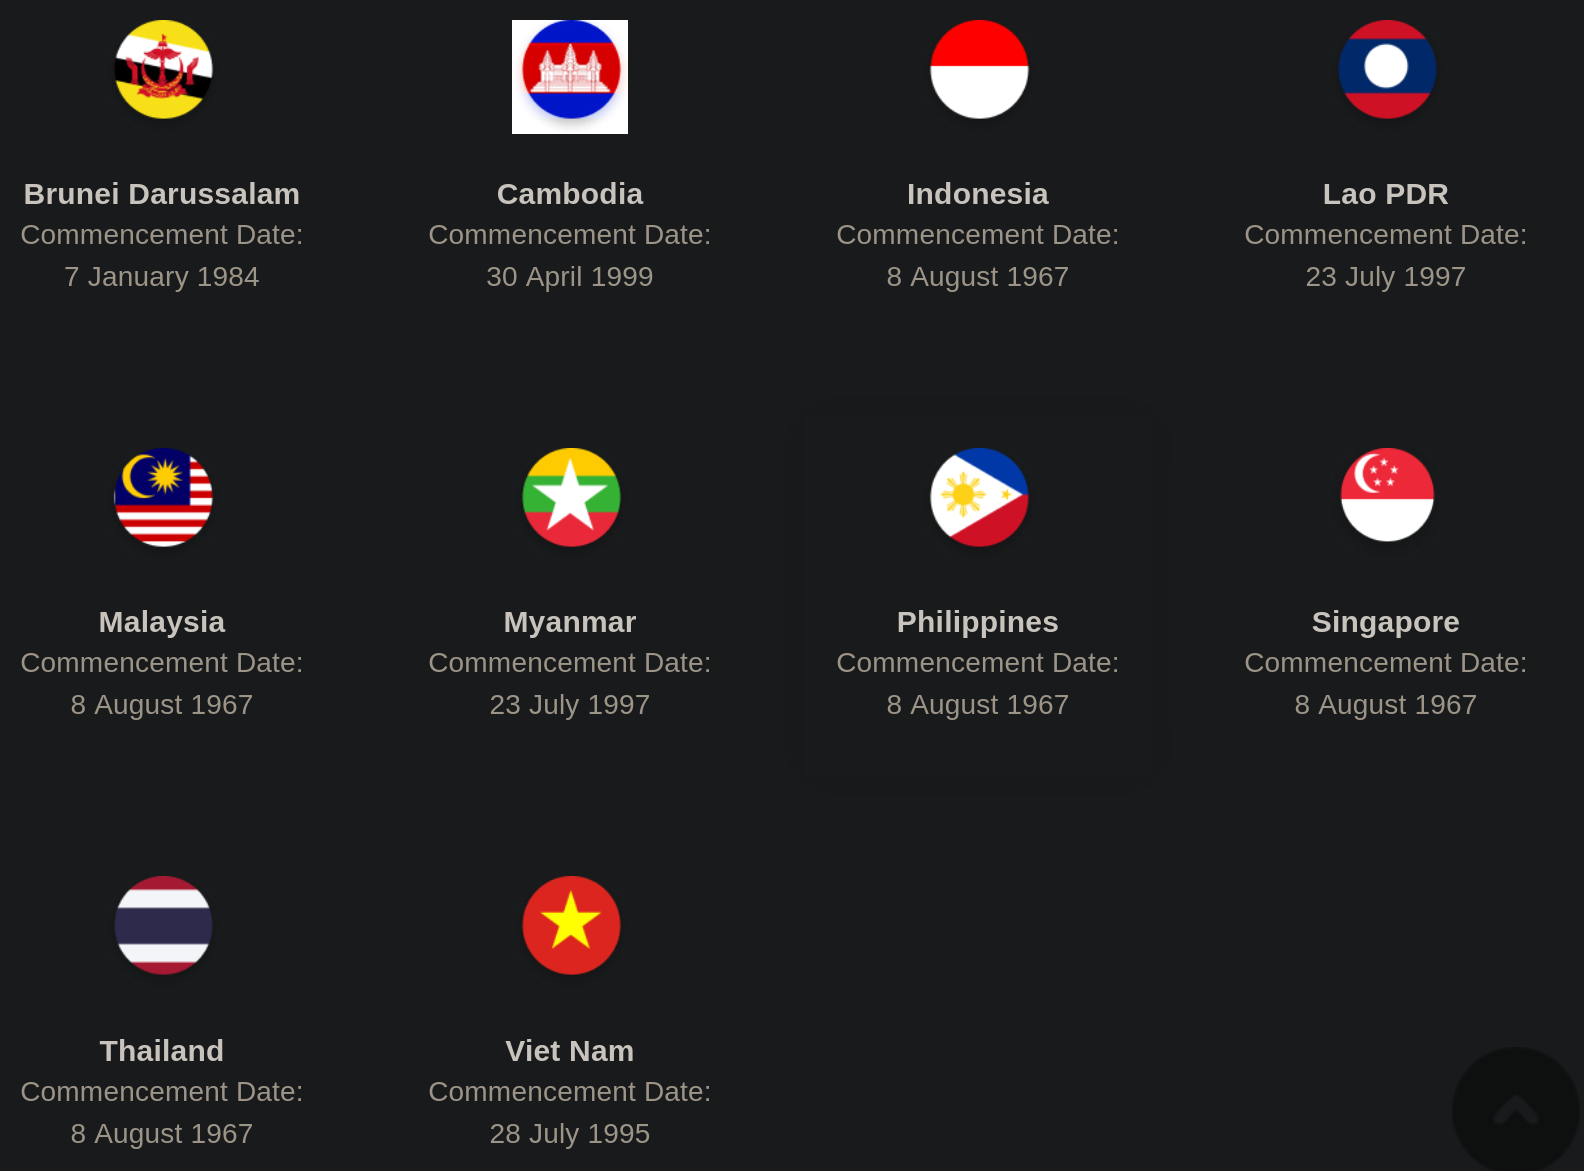 Brunei Darussalam
Commencement Date:
7 January 1984
Cambodia
Commencement Date:
30 April 1999
Indonesia
Commencement Date:
8 August 1967
Lao PDR
Commencement Date:
23 July 1997
Malaysia
Commencement Date:
8 August 1967
Myanmar
Commencement Date:
23 July 1997
Philippines
Commencement Date:
8 August 1967
Singapore
Commencement Date:
8 August 1967
Thailand
Commencement Date:
8 August 1967
Viet Nam
Commencement Date:
28 July 1995